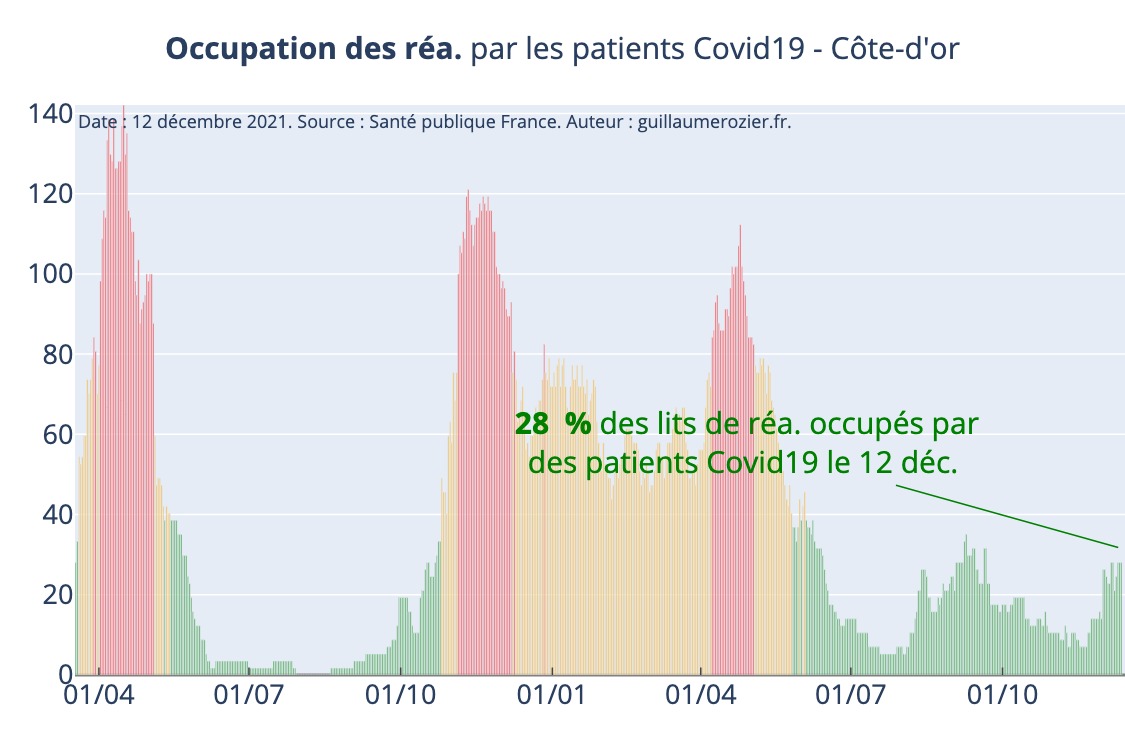 Occupation des réa. par les patients Covid19 - Côte-d'or
140
Date : 12 décembre 2021. Source : Santé publique France. Auteur : guillaumerozier.fr.
120
100
80
28  % des lits de réa. occupés par
60
des patients Covid19 le 12 déc.
40
20
0
01/04 01/07 01/10 01/01 01/04 01/07 01/10